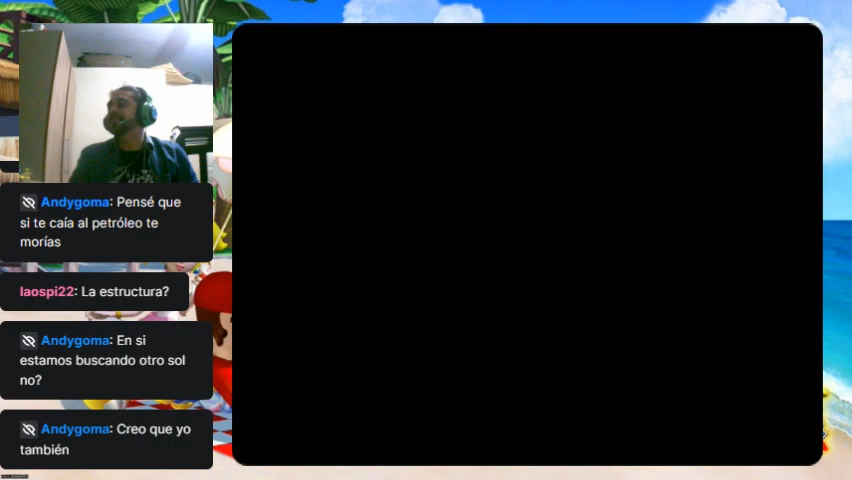 Andygoma: Pensé que
si te caía al petróleo te
morías
laospi22: La estructura?
Andygoma: En si
estamos buscando otro sol
no?
Andygoma: Creo que yo
también